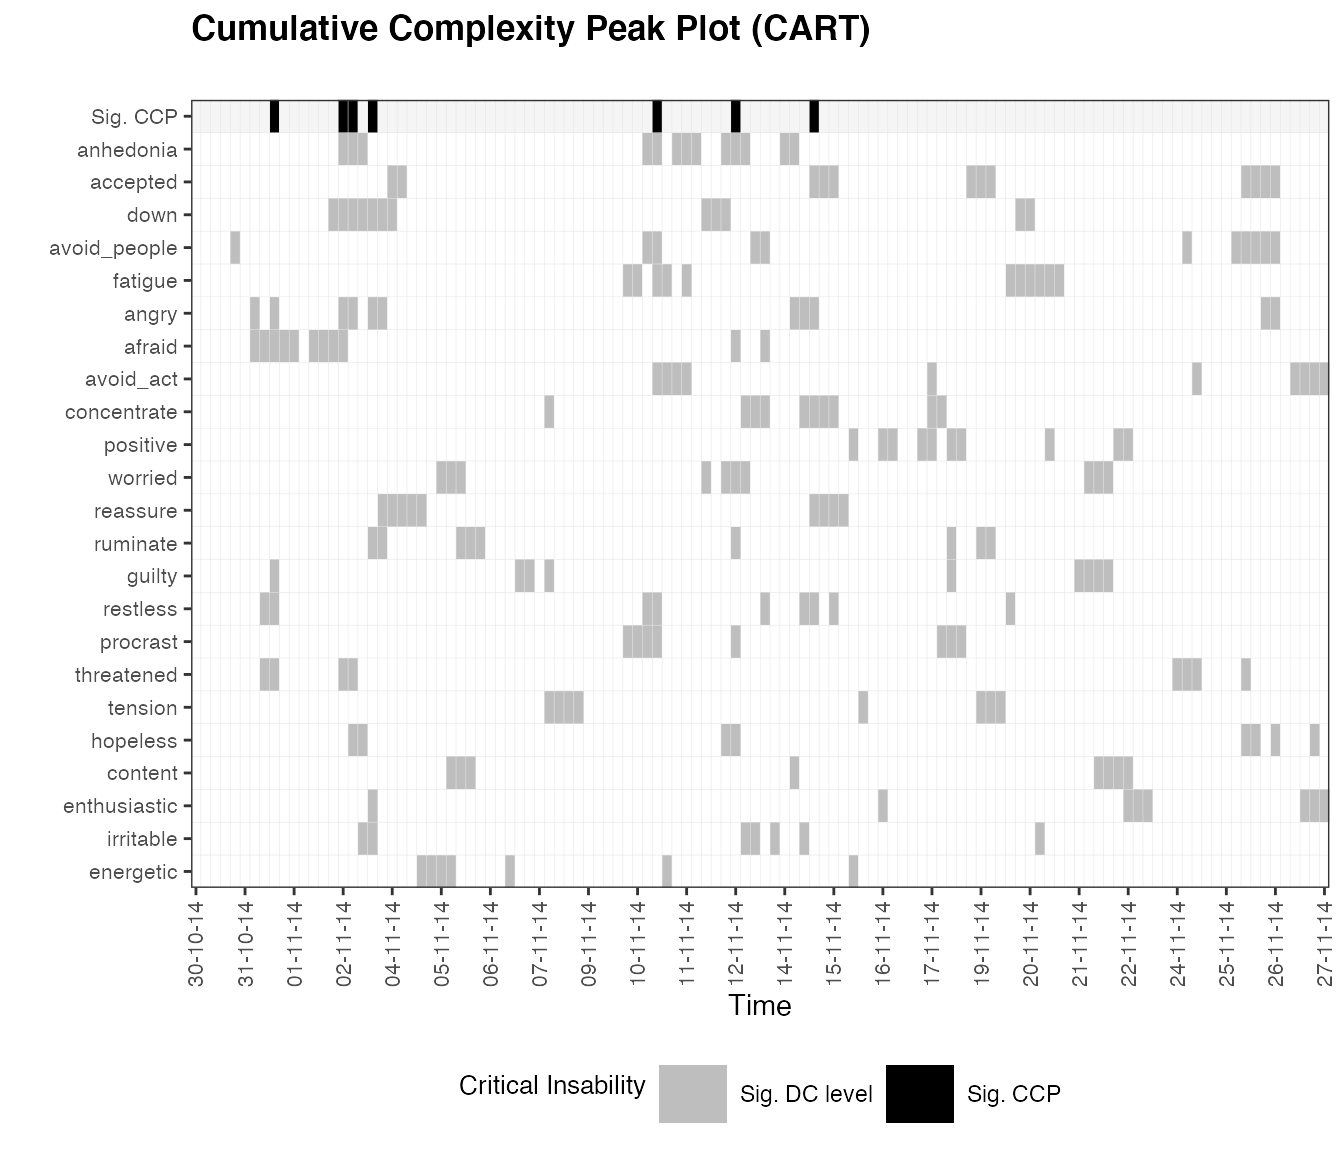 Cumulative Complexity Peak Plot (CART)
Sig. CCP
anhedonia
accepted
down
avoid_people
fatigue
angry
afraid
avoid_act
concentrate
positive
worried
reassure
ruminate
guilty
restless
procrast
threatened
tension
hopeless
content
enthusiastic
irritable
energetic
30-10-14
31-10-14
01-11-14
02-11-14
04-11-14
05-11-14
06-11-14
07-11-14
09-11-14
10-11-14
11-11-14
12-11-14
14-11-14
15-11-14
16-11-14
17-11-14
19-11-14
20-11-14
21-11-14
22-11-14
24-11-14
25-11-14
26-11-14
27-11-14
Time
Critical Insability Sig. DC level Sig. CCP